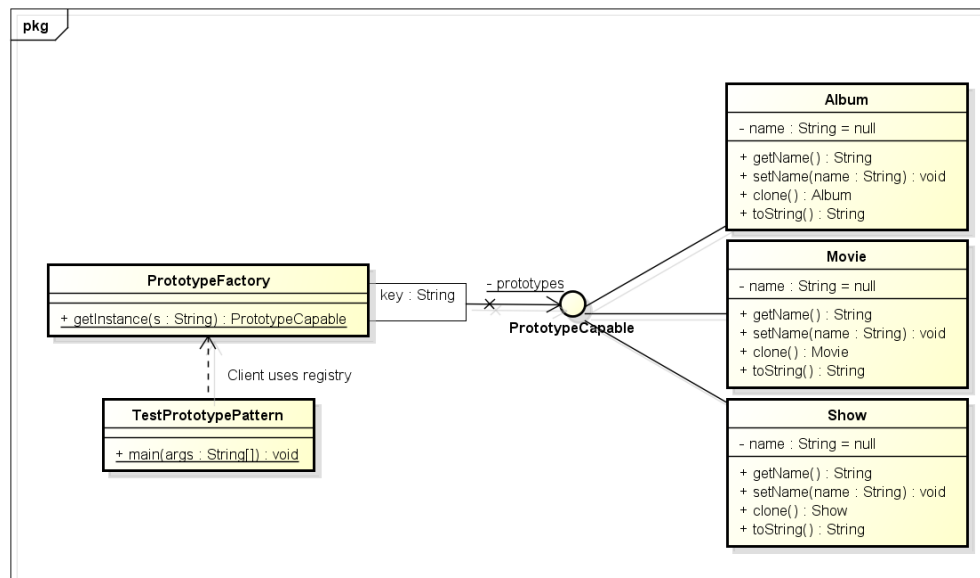 pkg
Album
- name : String = null
+ getName() : String
+ setName(name : String) : void
+ clone() : Album
+ toString() : String
PrototypeFactory
+ getInstance(s : String) : PrototypeCapable
key : String
- prototypes
PrototypeCapable
Movie
- name : String = null
+ getName() : String
+ setName(name : String) : void
+ clone() : Movie
+ toString() : String
Client uses registry
TestPrototypePattern
+ main(args : String[]) : void
Show
- name : String = null
+ getName() : String
+ setName(name : String) : void
+ clone() : Show
+ toString() : String